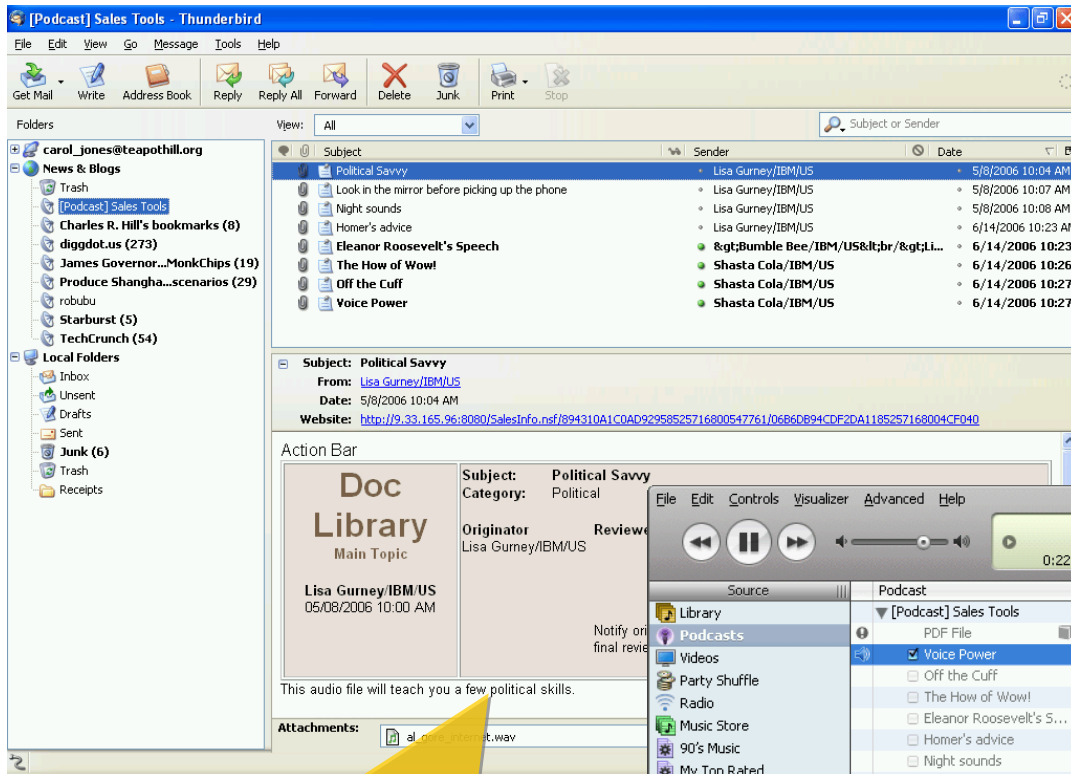 [Podcast] Sales Tools - Thunderbird
File Edit View Go Message Tools Help
Get Mail Write Address Book Reply Reply All Forward Delete Junk Print Stop
Folders View: All Subject or Sender
carol_jones@teapothill.org
News & Blogs
Trash
[Podcast] Sales Tools
Charles R. Hill's bookmarks (8)
diggdot.us (273)
James Governor...MonkChips (19)
Produce Shangha...scenarios (29)
robubu
Starburst (5)
TechCrunch (54)
Local Folders
Inbox
Unsent
Drafts
Sent
Junk (6)
Trash
Receipts
Subject Sender Date
Political Savvy Lisa Gurney/IBM/US 5/8/2006 10:04 AM
Look in the mirror before picking up the phone Lisa Gurney/IBM/US 5/8/2006 10:07 AM
Night sounds Lisa Gurney/IBM/US 5/8/2006 10:08 AM
Homer's advice Lisa Gurney/IBM/US 6/14/2006 10:23 AM
Eleanor Roosevelt's Speech &gt;Bumble Bee/IBM/US&lt;br/&gt;Li... 6/14/2006 10:23
The How of Wow! Shasta Cola/IBM/US 6/14/2006 10:26
Off the Cuff Shasta Cola/IBM/US 6/14/2006 10:27
Voice Power Shasta Cola/IBM/US 6/14/2006 10:27
Subject: Political Savvy
From: Lisa Gurney/IBM/US
Date: 5/8/2006 10:04 AM
Website: http://9.33.165.96:8080/SalesInfo.nsf/894310A1C0AD92958525716800547761/06B6DB94CDF2DA1185257168004CF040
Action Bar
Doc
Library
Main Topic
Lisa Gurney/IBM/US
05/08/2006 10:00 AM
Subject: Political Savvy
Category: Political
Originator Reviewe
Lisa Gurney/IBM/US
Notify ori
final revie
This audio file will teach you a few political skills.
Attachments: al_gore_internet.wav
File Edit Controls Visualizer Advanced Help
0:22
Source Podcast
Library
Podcasts
Videos
Party Shuffle
Radio
Music Store
90's Music
My Top Rated
[Podcast] Sales Tools
PDF File
Voice Power
Off the Cuff
The How of Wow!
Eleanor Roosevelt's S...
Homer's advice
Night sounds